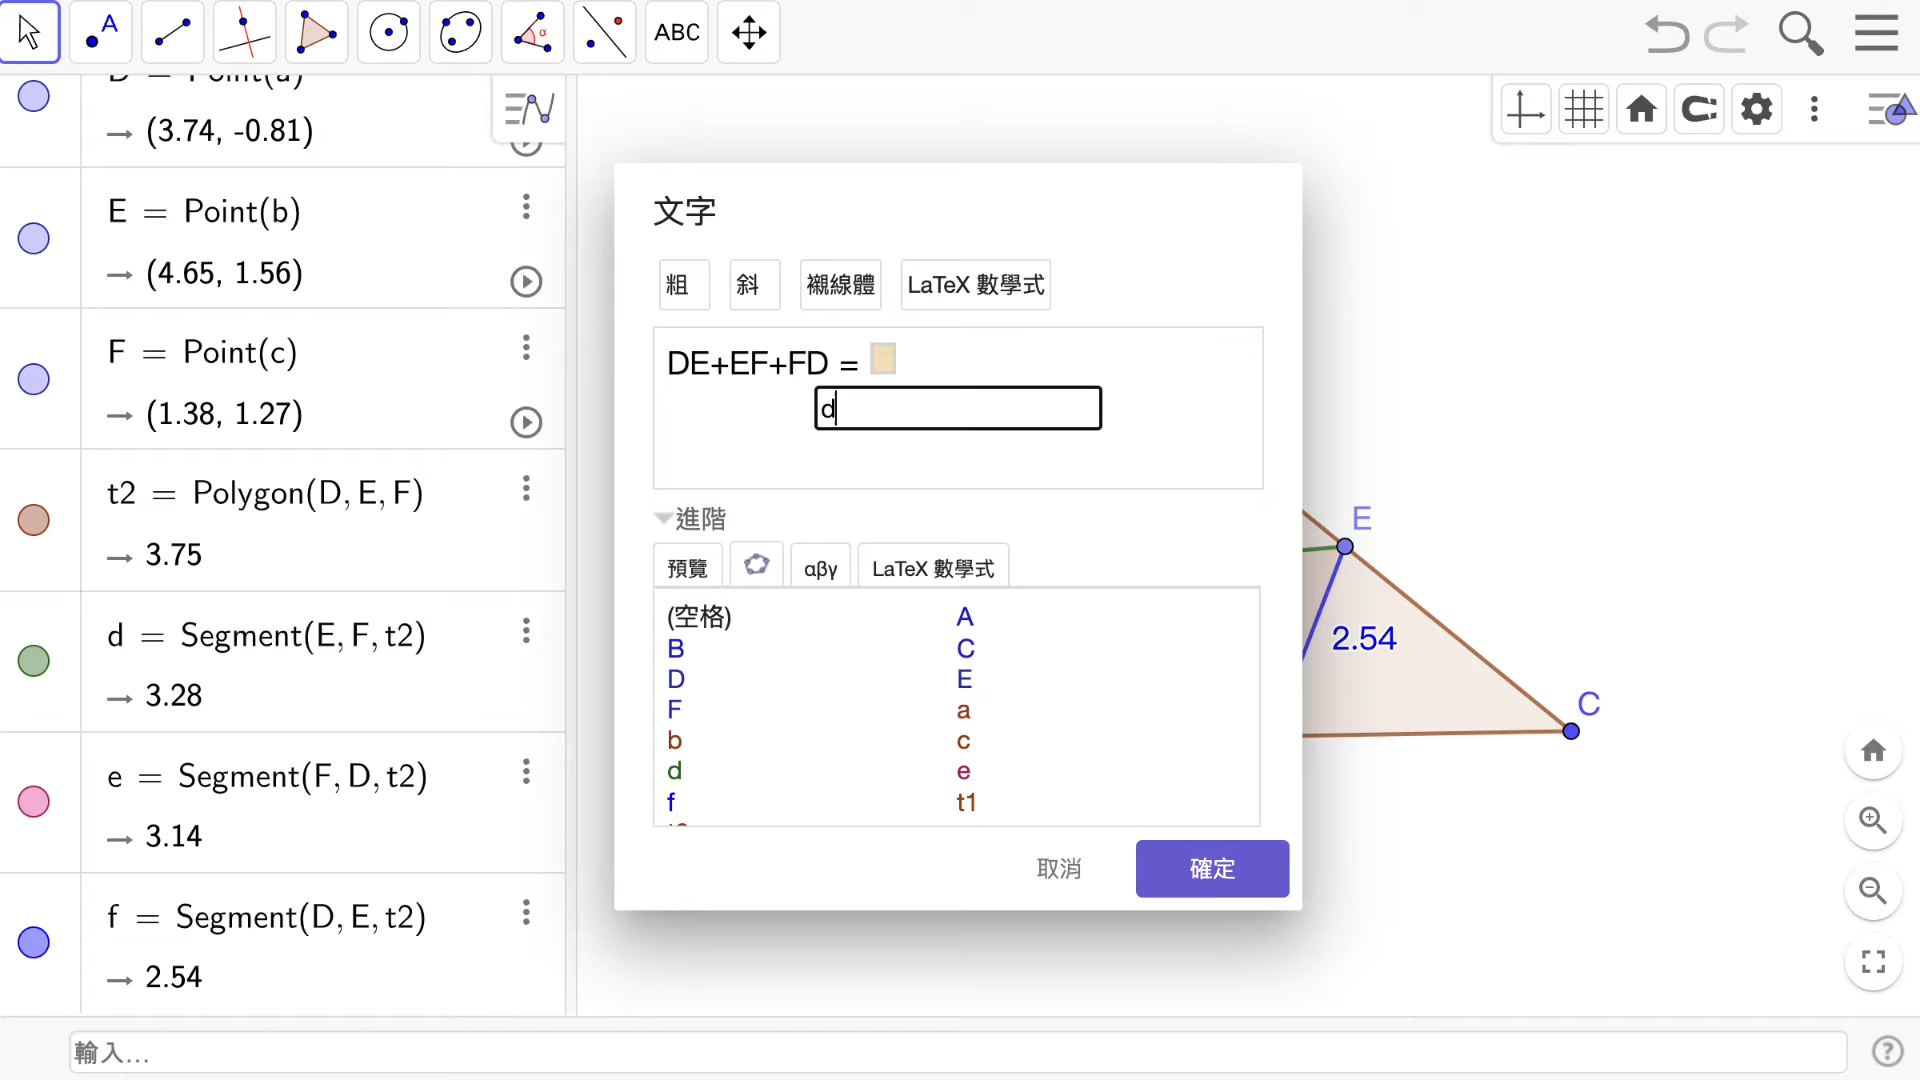 A
α
ABC
D = Point(a)
→ (3.74, -0.81)
E = Point(b)
→ (4.65, 1.56)
F = Point(c)
→ (1.38, 1.27)
t2 = Polygon(D, E, F)
→ 3.75
d = Segment(E, F, t2)
→ 3.28
e = Segment(F, D, t2)
→ 3.14
f = Segment(D, E, t2)
→ 2.54
文字
粗 斜 襯線體 LaTeX 數學式
DE+EF+FD =
d
進階
預覽 αβγ LaTeX 數學式
(空格) A
B C
D E
F a
b c
d e
f t1
取消 確定
E
2.54
C
輸入...
?